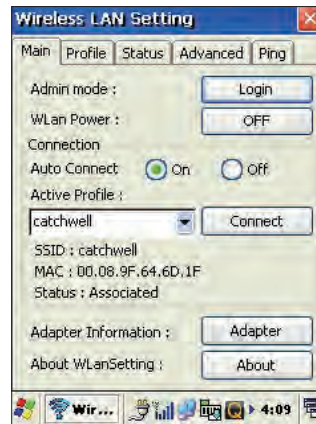 Wireless LAN Setting
Main Profile Status Advanced Ping
Admin mode : Login
WLan Power : OFF
Connection
Auto Connect On Off
Active Profile :
catchwell Connect
SSID : catchwell
MAC : 00.08.9F.64.6D.1F
Status : Associated
Adapter Information : Adapter
About WLanSetting : About
Wir... 4:09